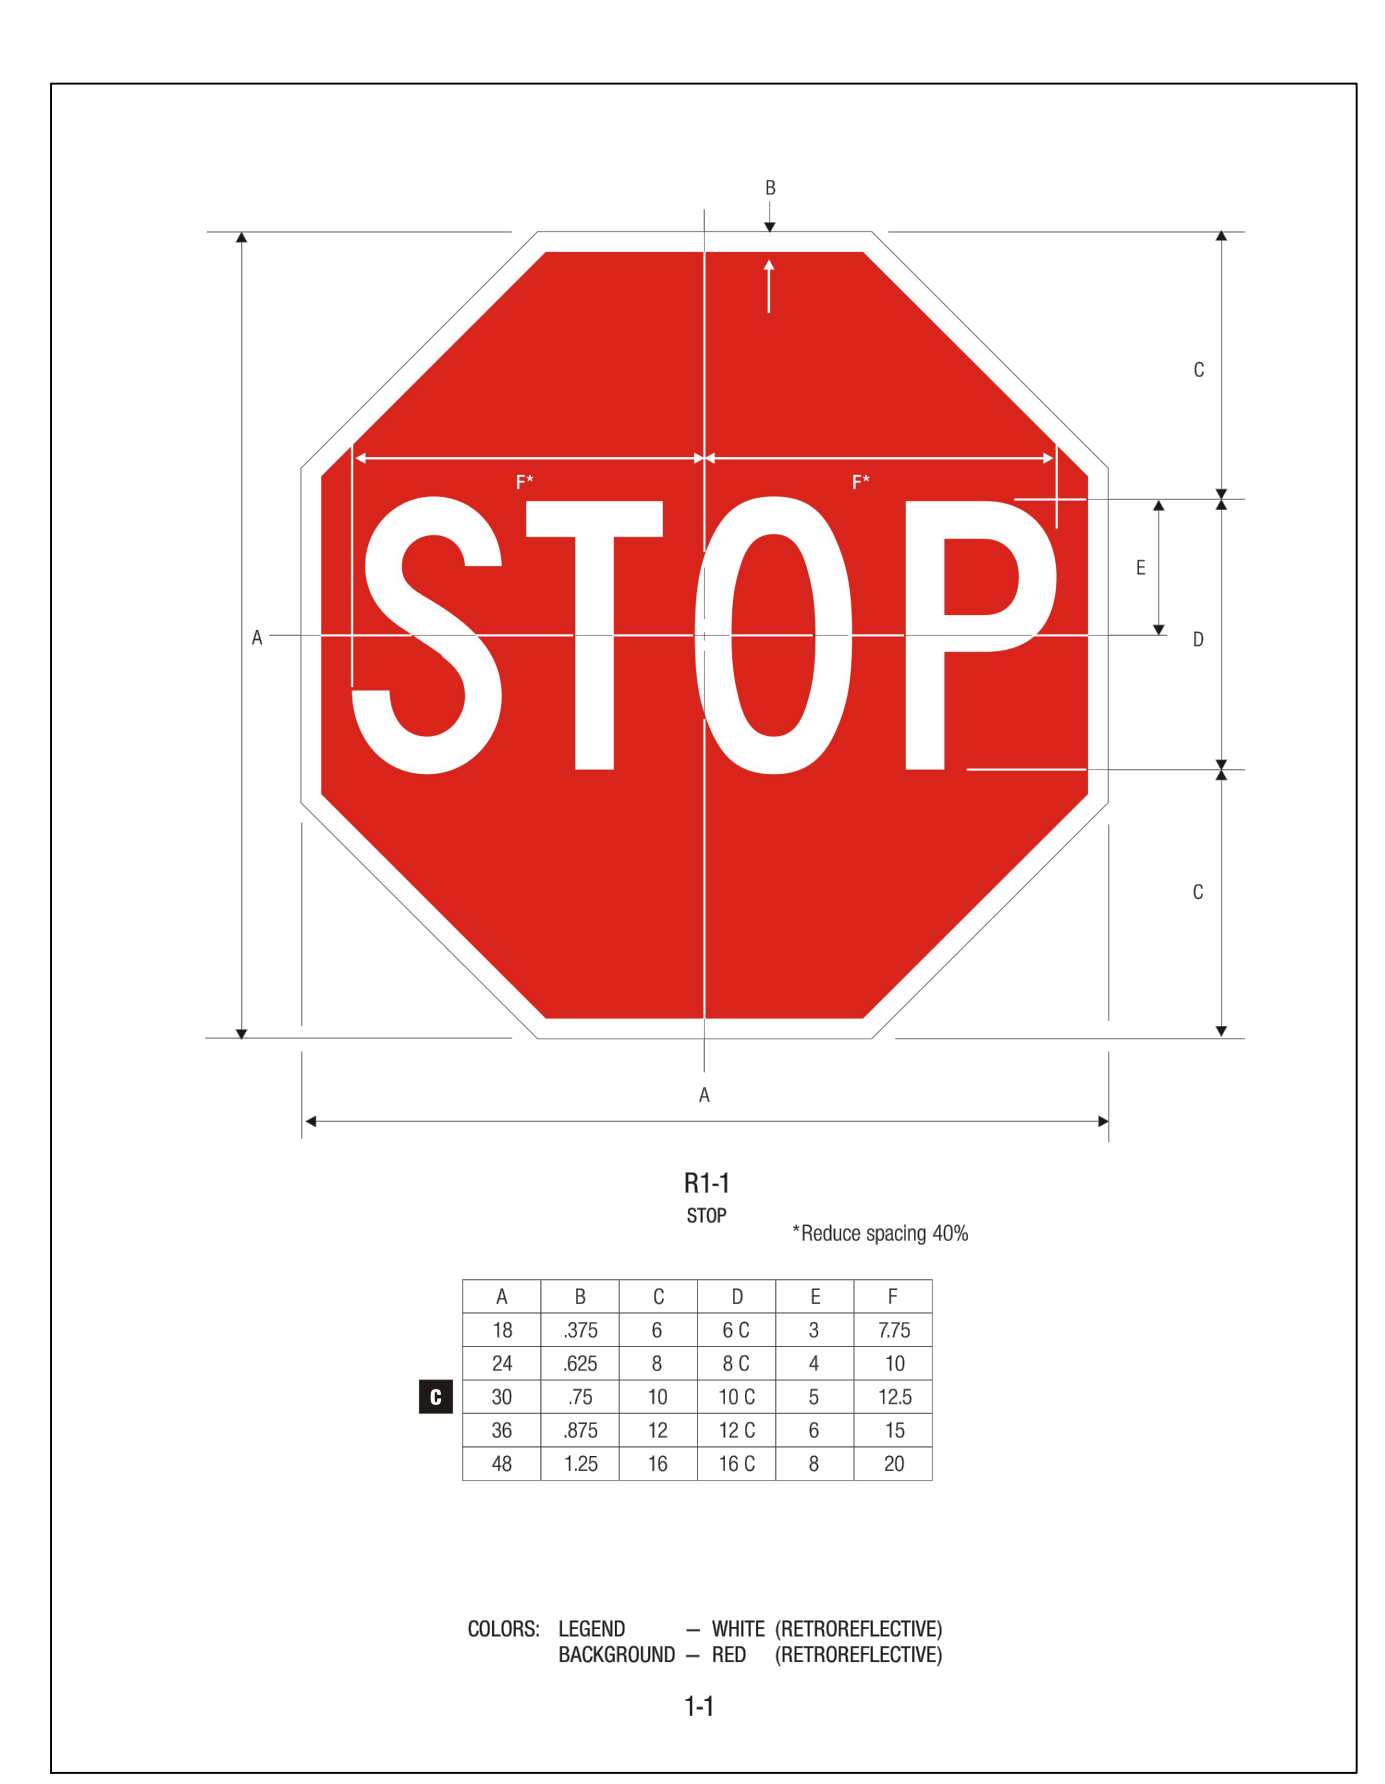 B
C
F* F*
STOP
E
A
D
C
A
R1-1
STOP
*Reduce spacing 40%
A B C D E F
18 .375 6 6 C 3 7.75
24 .625 8 8 C 4 10
C 30 .75 10 10 C 5 12.5
36 .875 12 12 C 6 15
48 1.25 16 16 C 8 20
COLORS: LEGEND – WHITE (RETROREFLECTIVE)
BACKGROUND – RED (RETROREFLECTIVE)
1-1